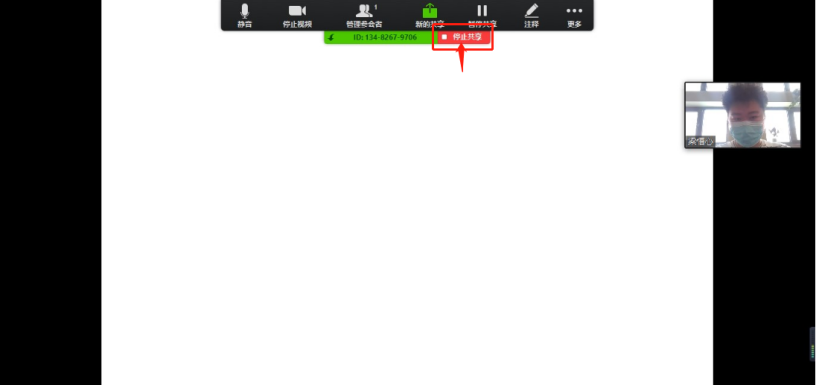 静音 停止视频 管理参会者 1 新的共享 暂停共享 注释 更多
ID: 134-8267-9706 停止共享